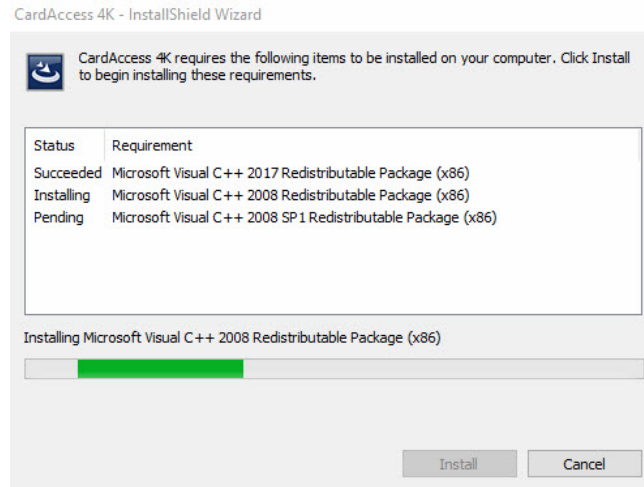 CardAccess 4K - InstallShield Wizard
CardAccess 4K requires the following items to be installed on your computer. Click Install
to begin installing these requirements.
Status Requirement
Succeeded Microsoft Visual C++ 2017 Redistributable Package (x86)
Installing Microsoft Visual C++ 2008 Redistributable Package (x86)
Pending Microsoft Visual C++ 2008 SP1 Redistributable Package (x86)
Installing Microsoft Visual C++ 2008 Redistributable Package (x86)
Install Cancel